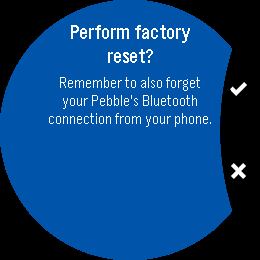 Perform factory
reset?
Remember to also forget
your Pebble's Bluetooth
connection from your phone.